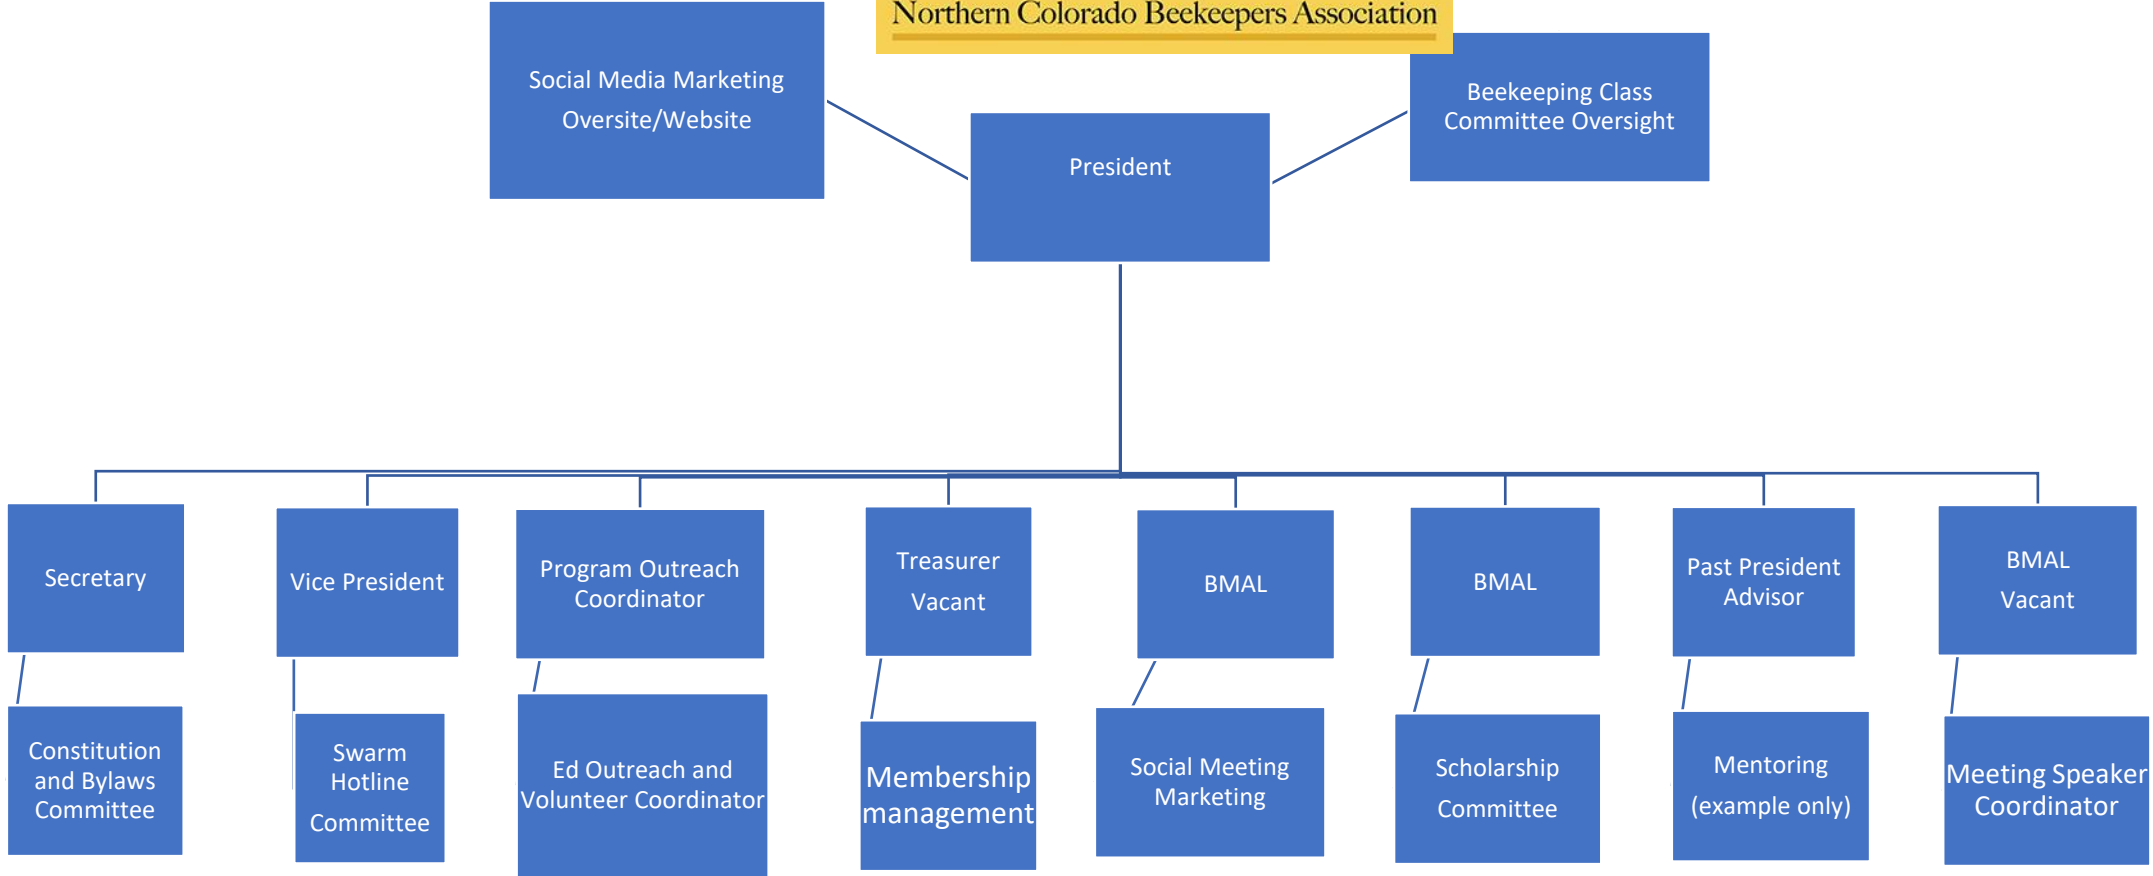 Northern Colorado Beekeepers Association
Social Media Marketing
Oversite/Website
President
Beekeeping Class
Committee Oversight
Secretary
Vice President
Program Outreach
Coordinator
Treasurer
Vacant
BMAL
BMAL
Past President
Advisor
BMAL
Vacant
Constitution
and Bylaws
Committee
Swarm
Hotline
Committee
Ed Outreach and
Volunteer Coordinator
Membership
management
Social Meeting
Marketing
Scholarship
Committee
Mentoring
(example only)
Meeting Speaker
Coordinator